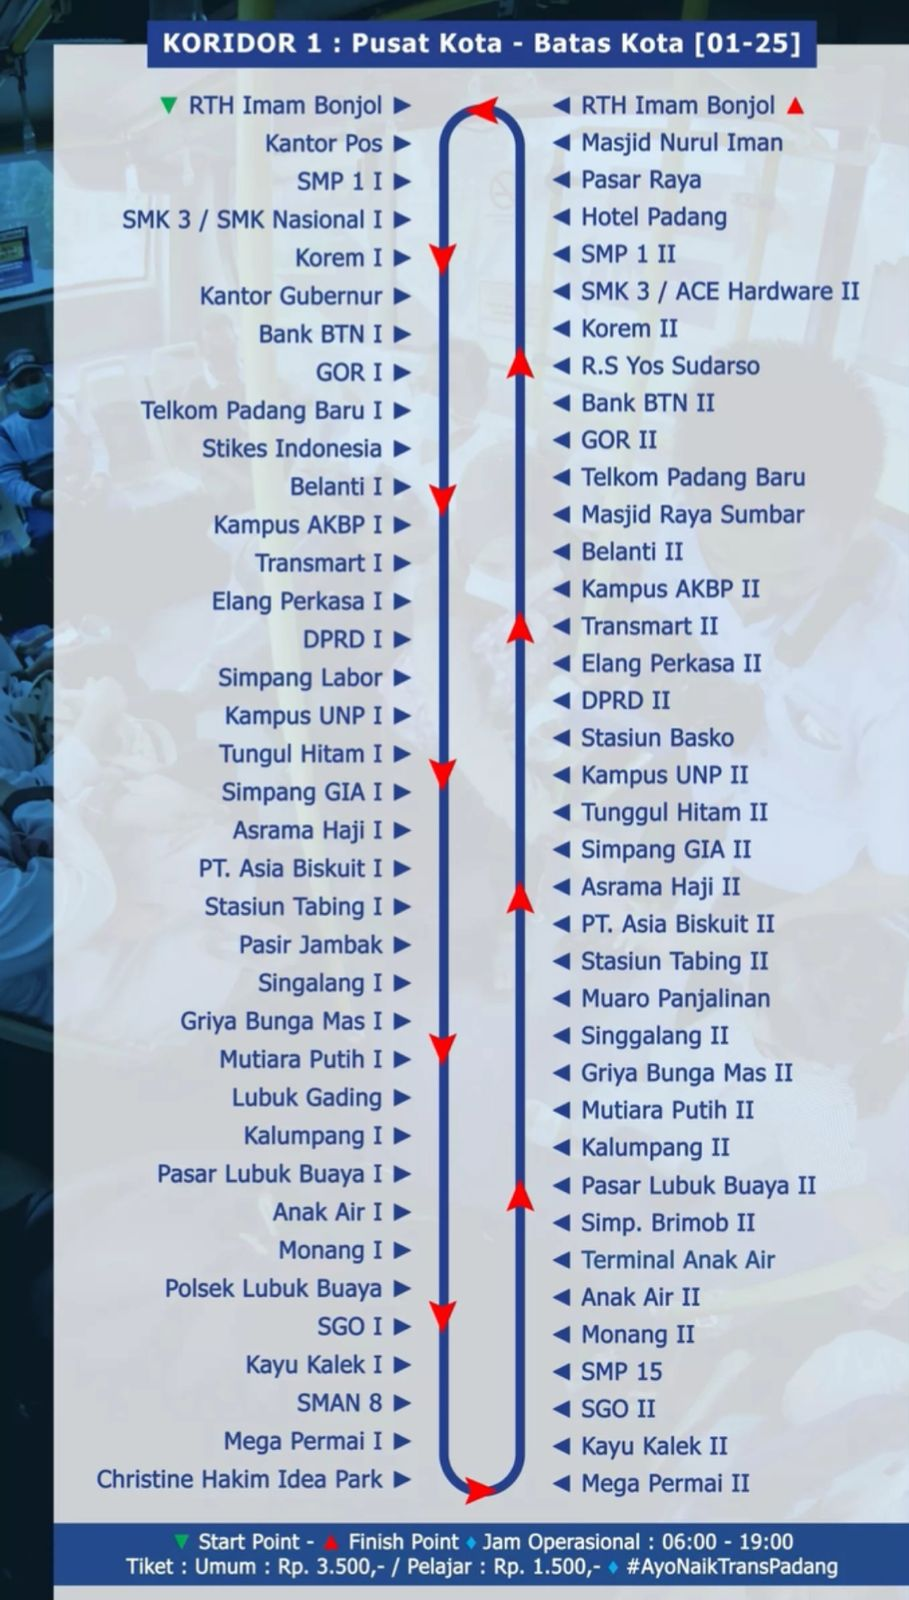 KORIDOR 1 : Pusat Kota - Batas Kota [01-25]
RTH Imam Bonjol
Kantor Pos
SMP 1 I
SMK 3 / SMK Nasional I
Korem I
Kantor Gubernur
Bank BTN I
GOR I
Telkom Padang Baru I
Stikes Indonesia
Belanti I
Kampus AKBP I
Transmart I
Elang Perkasa I
DPRD I
Simpang Labor
Kampus UNP I
Tungul Hitam I
Simpang GIA I
Asrama Haji I
PT. Asia Biskuit I
Stasiun Tabing I
Pasir Jambak
Singalang I
Griya Bunga Mas I
Mutiara Putih I
Lubuk Gading
Kalumpang I
Pasar Lubuk Buaya I
Anak Air I
Monang I
Polsek Lubuk Buaya
SGO I
Kayu Kalek I
SMAN 8
Mega Permai I
Christine Hakim Idea Park
RTH Imam Bonjol
Masjid Nurul Iman
Pasar Raya
Hotel Padang
SMP 1 II
SMK 3 / ACE Hardware II
Korem II
R.S Yos Sudarso
Bank BTN II
GOR II
Telkom Padang Baru
Masjid Raya Sumbar
Belanti II
Kampus AKBP II
Transmart II
Elang Perkasa II
DPRD II
Stasiun Basko
Kampus UNP II
Tunggul Hitam II
Simpang GIA II
Asrama Haji II
PT. Asia Biskuit II
Stasiun Tabing II
Muaro Panjalinan
Singgalang II
Griya Bunga Mas II
Mutiara Putih II
Kalumpang II
Pasar Lubuk Buaya II
Simp. Brimob II
Terminal Anak Air
Anak Air II
Monang II
SMP 15
SGO II
Kayu Kalek II
Mega Permai II
Start Point - Finish Point Jam Operasional : 06:00 - 19:00
Tiket : Umum : Rp. 3.500,- / Pelajar : Rp. 1.500,- #AyoNaikTransPadang